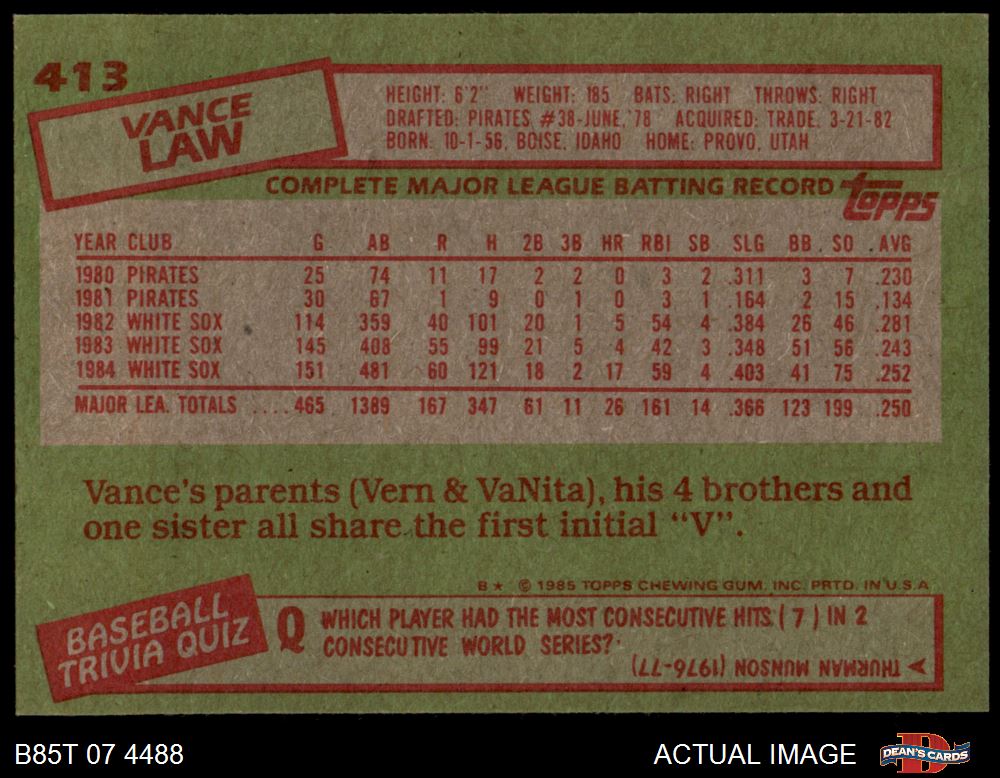 413
VANCE
LAW
HEIGHT: 6'2" WEIGHT: 185 BATS: RIGHT THROWS: RIGHT
DRAFTED: PIRATES, #38-JUNE, '78 ACQUIRED: TRADE, 3-21-82
BORN: 10-1-56, BOISE, IDAHO HOME: PROVO, UTAH
COMPLETE MAJOR LEAGUE BATTING RECORD
Topps
YEAR CLUB G AB R H 2B 3B HR RBI SB SLG BB SO AVG
1980 PIRATES 25 74 11 17 2 2 0 3 2 .311 3 7 .230
1981 PIRATES 30 67 1 9 0 1 0 3 1 .164 2 15 .134
1982 WHITE SOX 114 359 40 101 20 1 5 54 4 .384 26 46 .281
1983 WHITE SOX 145 408 55 99 21 5 4 42 3 .348 51 56 .243
1984 WHITE SOX 151 481 60 121 18 2 17 59 4 .403 41 75 .252
MAJOR LEA. TOTALS ....465 1389 167 347 61 11 26 161 14 .366 123 199 .250
Vance's parents (Vern & VaNita), his 4 brothers and
one sister all share the first initial "V".
B★ © 1985 TOPPS CHEWING GUM, INC. PRTD. IN U.S.A.
BASEBALL
TRIVIA QUIZ
Q WHICH PLAYER HAD THE MOST CONSECUTIVE HITS (7) IN 2
CONSECUTIVE WORLD SERIES?
THURMAN MUNSON (1976-77)
B85T 07 4488
ACTUAL IMAGE
DEAN'S CARDS